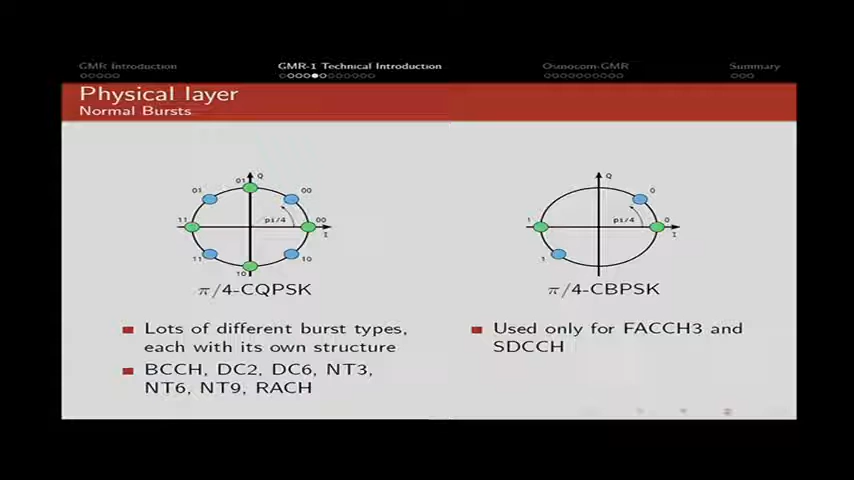 GMR Introduction
GMR-1 Technical Introduction
Osmocom-GMR
Summary
Physical layer
Normal Bursts
Q
01
01
00
11
pi/4
00
I
11
10
10
π/4-CQPSK
Q
0
1
pi/4
0
I
1
π/4-CBPSK
Lots of different burst types,
each with its own structure
BCCH, DC2, DC6, NT3,
NT6, NT9, RACH
Used only for FACCH3 and
SDCCH